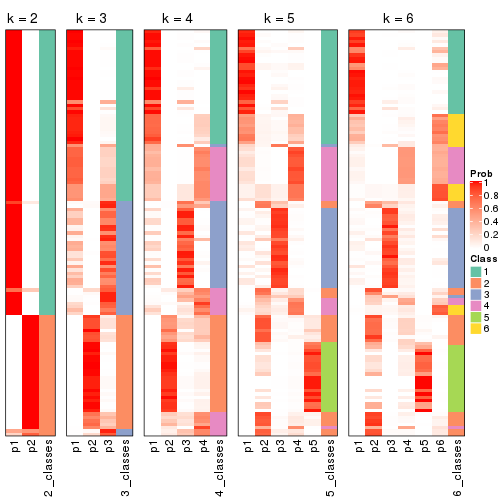 k = 2
k = 3
k = 4
k = 5
k = 6
p1
p2
2_classes
p1
p2
p3
3_classes
p1
p2
p3
p4
4_classes
p1
p2
p3
p4
p5
5_classes
p1
p2
p3
p4
p5
p6
6_classes
Prob
1
0.8
0.6
0.4
0.2
0
Class
1
2
3
4
5
6